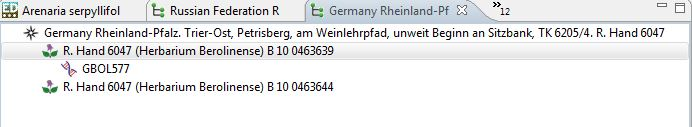 Arenaria serpyllifol Russian Federation R Germany Rheinland-Pf »12
Germany Rheinland-Pfalz. Trier-Ost, Petrisberg, am Weinlehrpfad, unweit Beginn an Sitzbank, TK 6205/4. R. Hand 6047
R. Hand 6047 (Herbarium Berolinense) B 10 0463639
GBOL577
R. Hand 6047 (Herbarium Berolinense) B 10 0463644